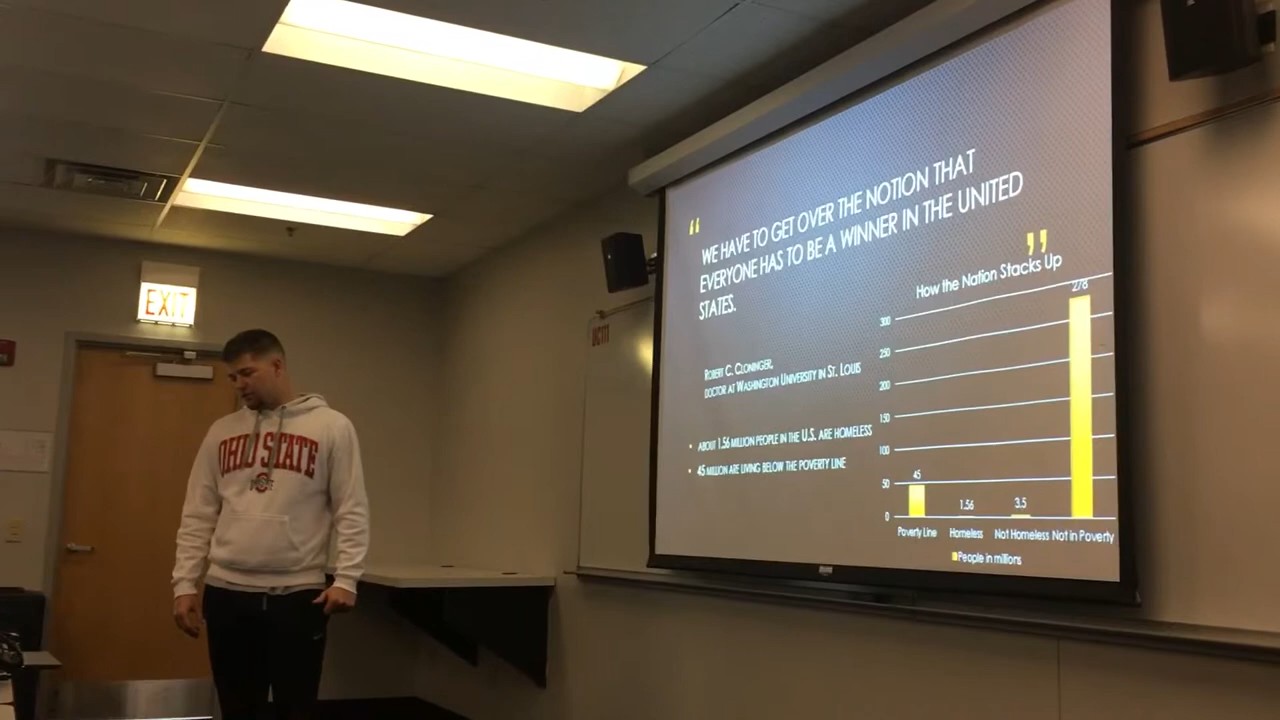 EXIT
OHIO STATE
“
WE HAVE TO GET OVER THE NOTION THAT
EVERYONE HAS TO BE A WINNER IN THE UNITED
STATES.
”
ROBERT C. CLONINGER,
DOCTOR AT WASHINGTON UNIVERSITY IN ST. LOUIS
• ABOUT 1.56 MILLION PEOPLE IN THE U.S. ARE HOMELESS
• 45 MILLION ARE LIVING BELOW THE POVERTY LINE
How the Nation Stacks Up
300
250
200
150
100
50
0
45
1.56
3.5
278
Poverty Line
Homeless
Not Homeless
Not in Poverty
People in millions